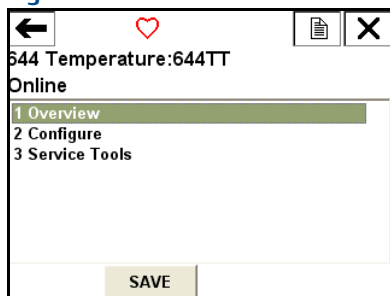 644 Temperature:644TT
Online
1 Overview
2 Configure
3 Service Tools
SAVE